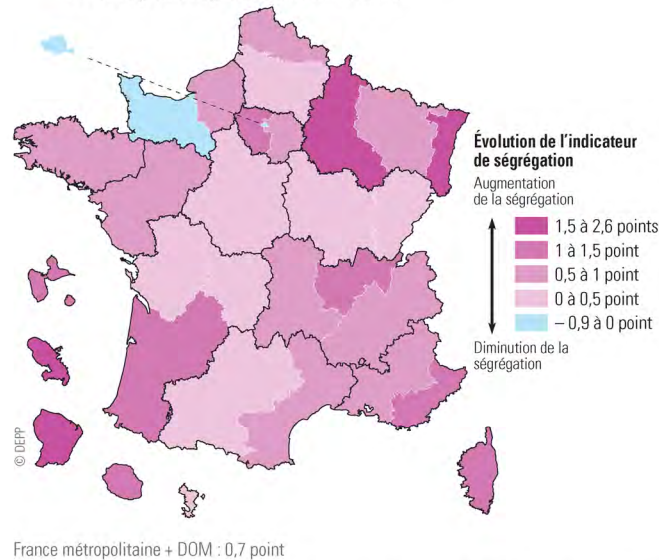 Évolution de l'indicateur
de ségrégation
Augmentation
de la ségrégation
1,5 à 2,6 points
1 à 1,5 point
0,5 à 1 point
0 à 0,5 point
– 0,9 à 0 point
Diminution de la
ségrégation
© DEPP
France métropolitaine + DOM : 0,7 point